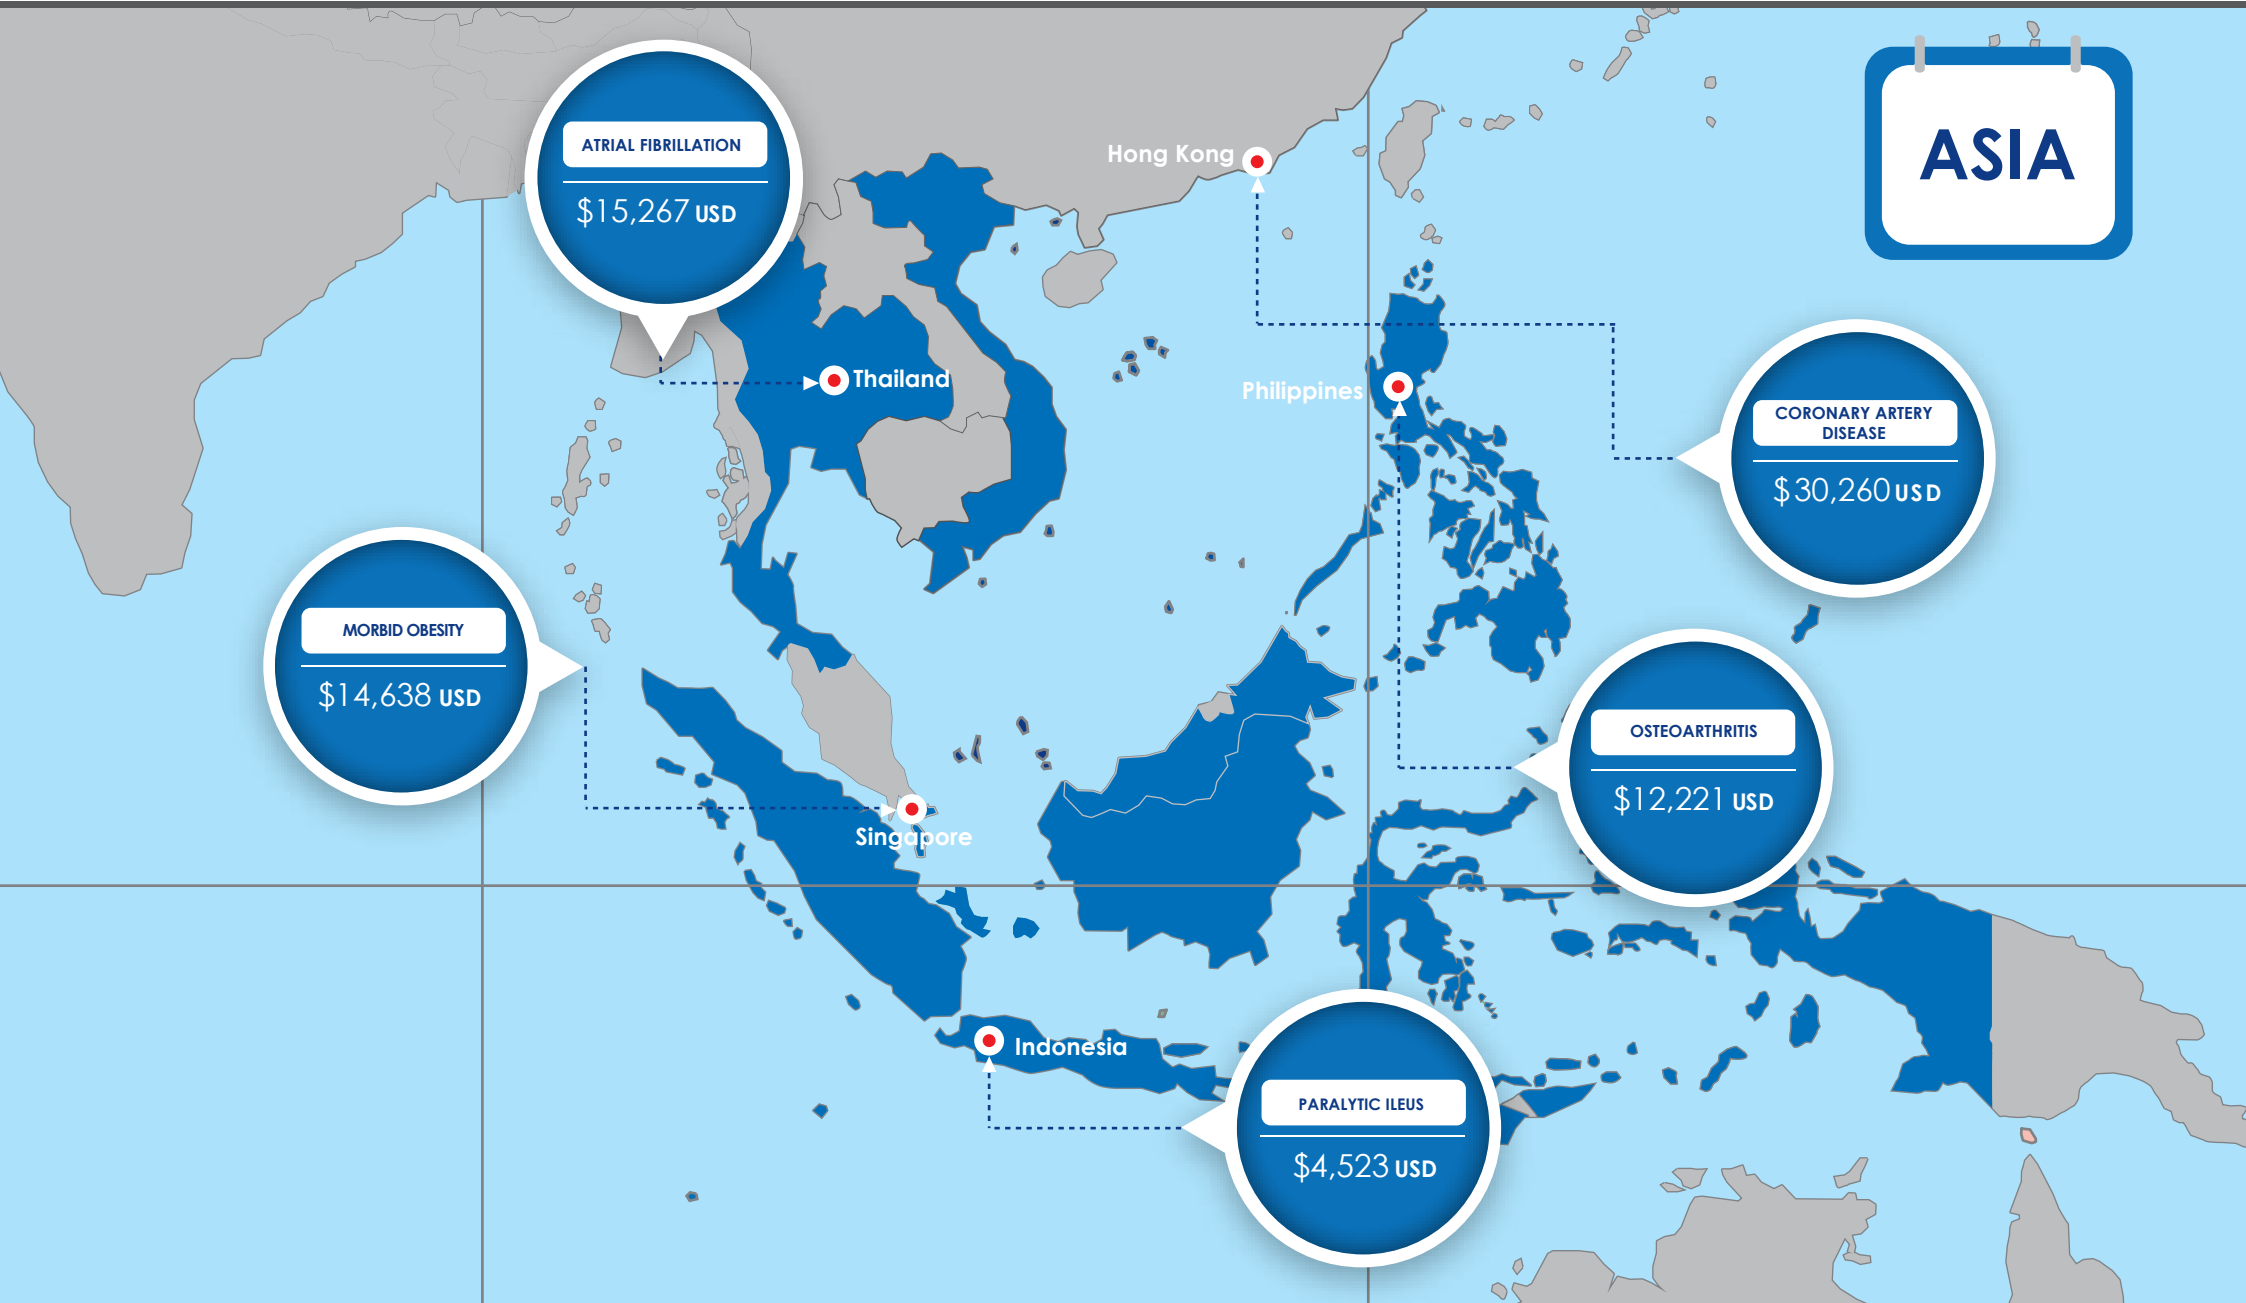 ASIA
ATRIAL FIBRILLATION
$15,267 USD
Hong Kong
Thailand
Philippines
CORONARY ARTERY
DISEASE
$30,260 USD
MORBID OBESITY
$14,638 USD
OSTEOARTHRITIS
$12,221 USD
Singapore
Indonesia
PARALYTIC ILEUS
$4,523 USD